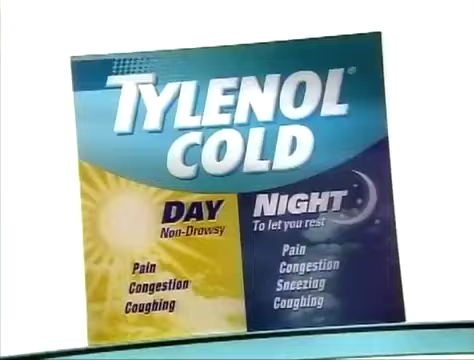 TYLENOL®
COLD
DAY
Non-Drowsy
Pain
Congestion
Coughing
NIGHT
To let you rest
Pain
Congestion
Sneezing
Coughing